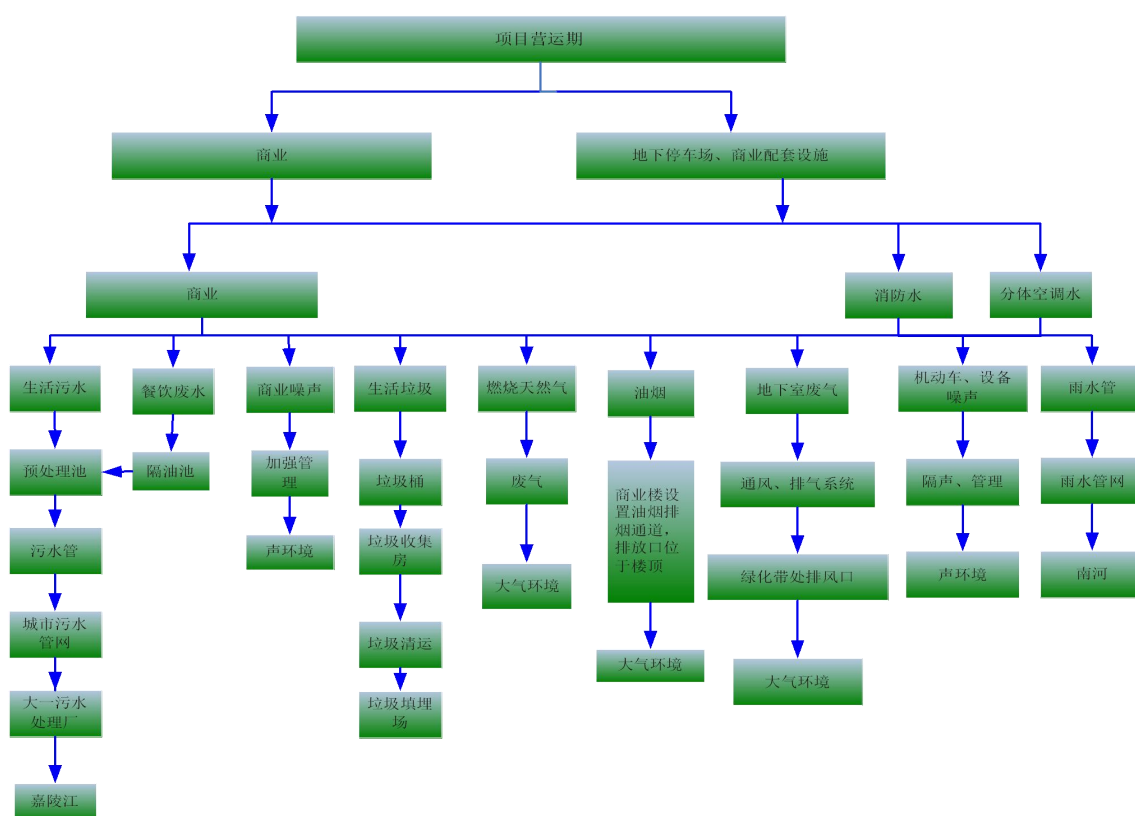 项目营运期
商业
地下停车场、商业配套设施
商业
消防水
分体空调水
生活污水
餐饮废水
商业噪声
生活垃圾
燃烧天然气
油烟
地下室废气
机动车、设备
噪声
雨水管
预处理池
隔油池
加强管
理
垃圾桶
废气
商业楼设
置油烟排
烟通道，
排放口位
于楼顶
通风、排气系统
隔声、管理
雨水管网
污水管
声环境
垃圾收集
房
大气环境
绿化带处排风口
声环境
南河
城市污水
管网
垃圾清运
大气环境
大气环境
大一污水
处理厂
垃圾填埋
场
嘉陵江